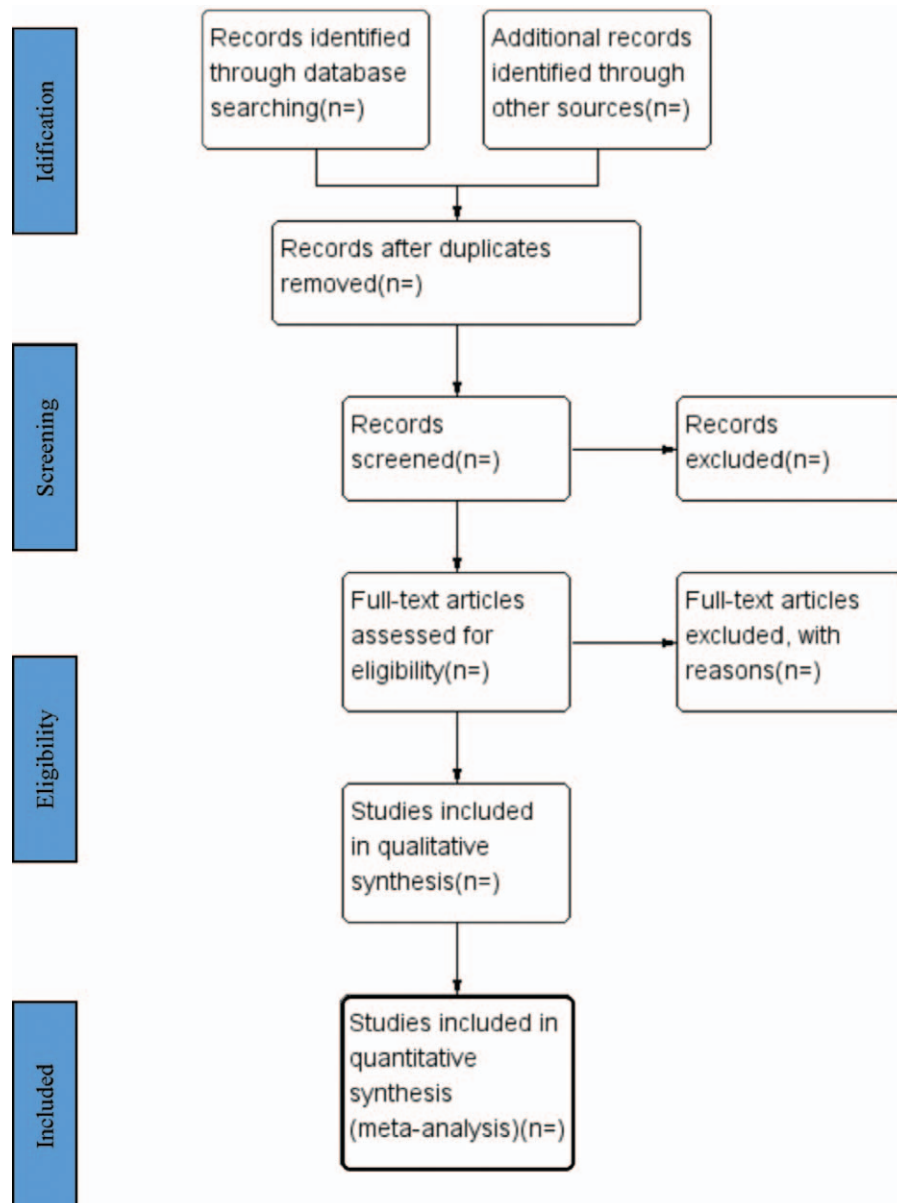 Idification
Records identified
through database
searching(n=)
Additional records
identified through
other sources(n=)
Records after duplicates
removed(n=)
Screening
Records
screened(n=)
Records
excluded(n=)
Full-text articles
assessed for
eligibility(n=)
Full-text articles
excluded, with
reasons(n=)
Eligibility
Studies included
in qualitative
synthesis(n=)
Included
Studies included in
quantitative
synthesis
(meta-analysis)(n=)